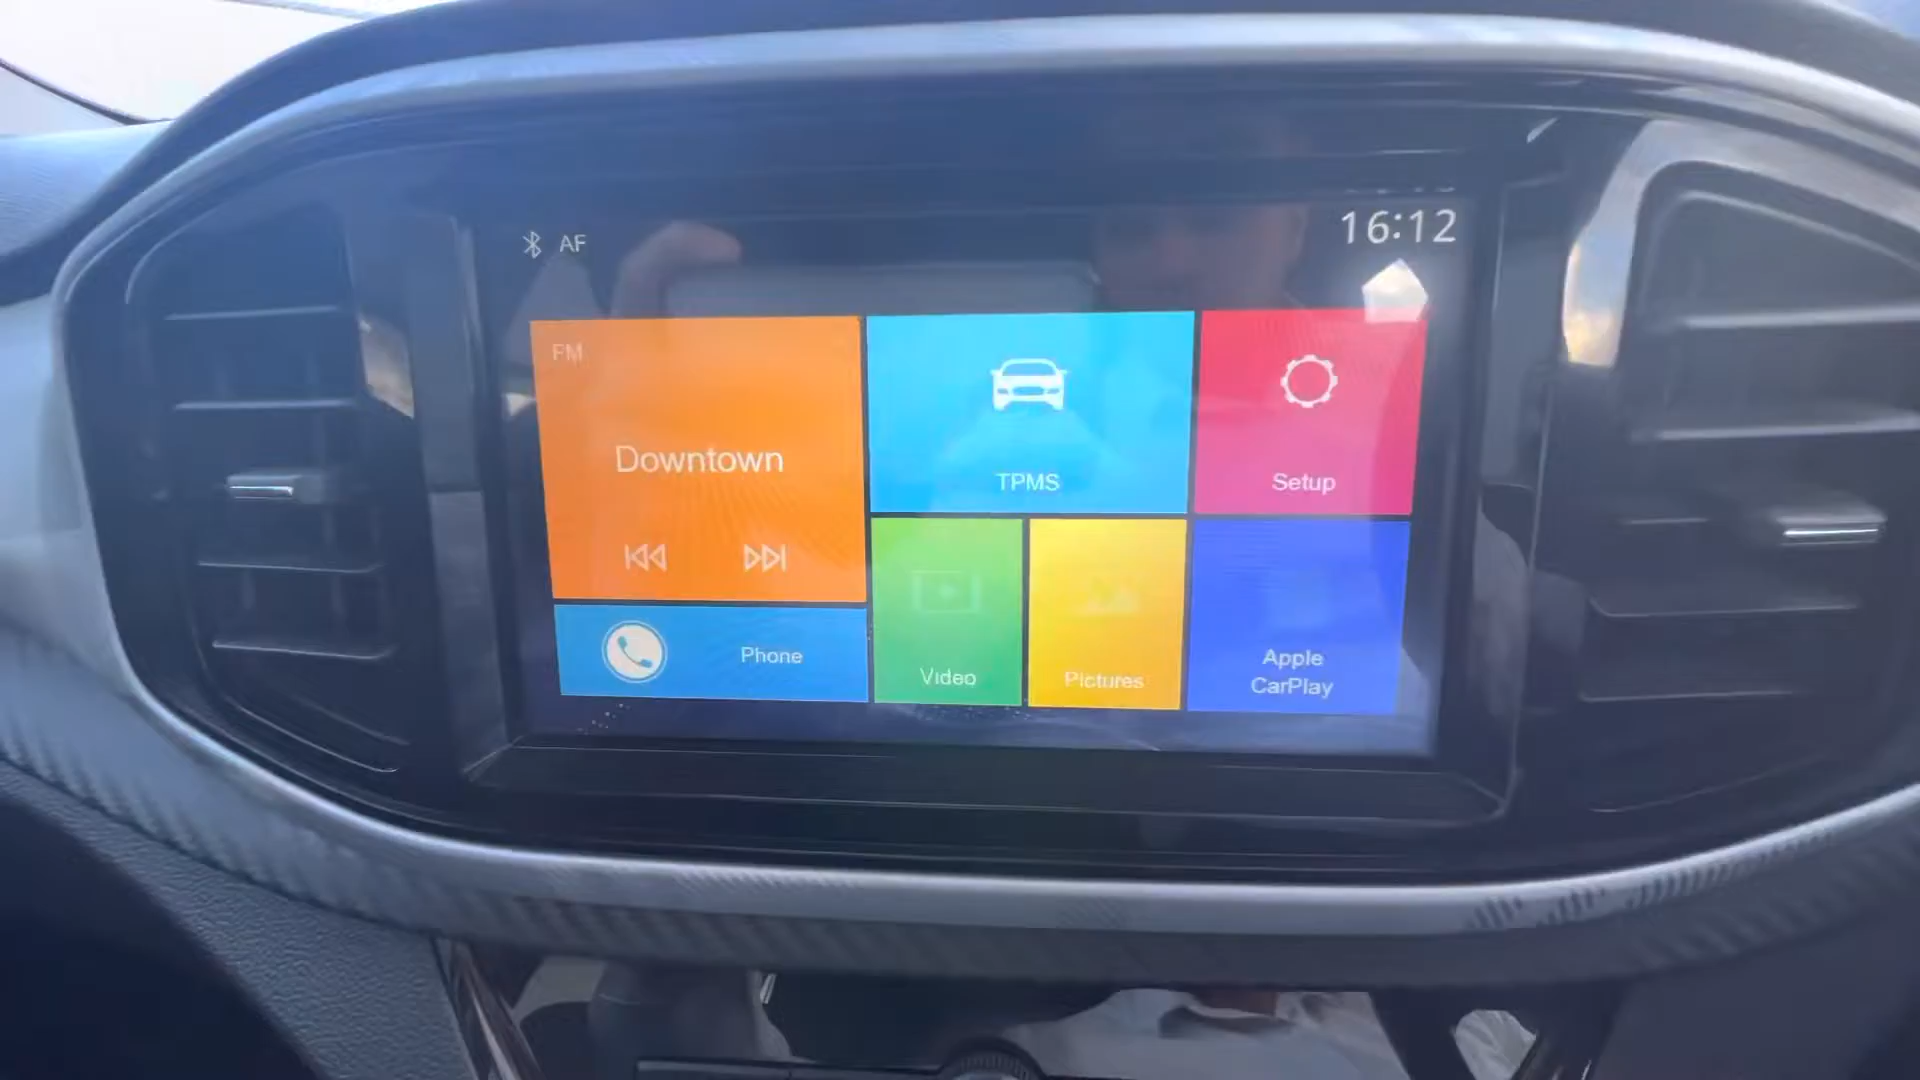 AF
16:12
FM
Downtown
TPMS
Setup
Phone
Video
Pictures
Apple
CarPlay